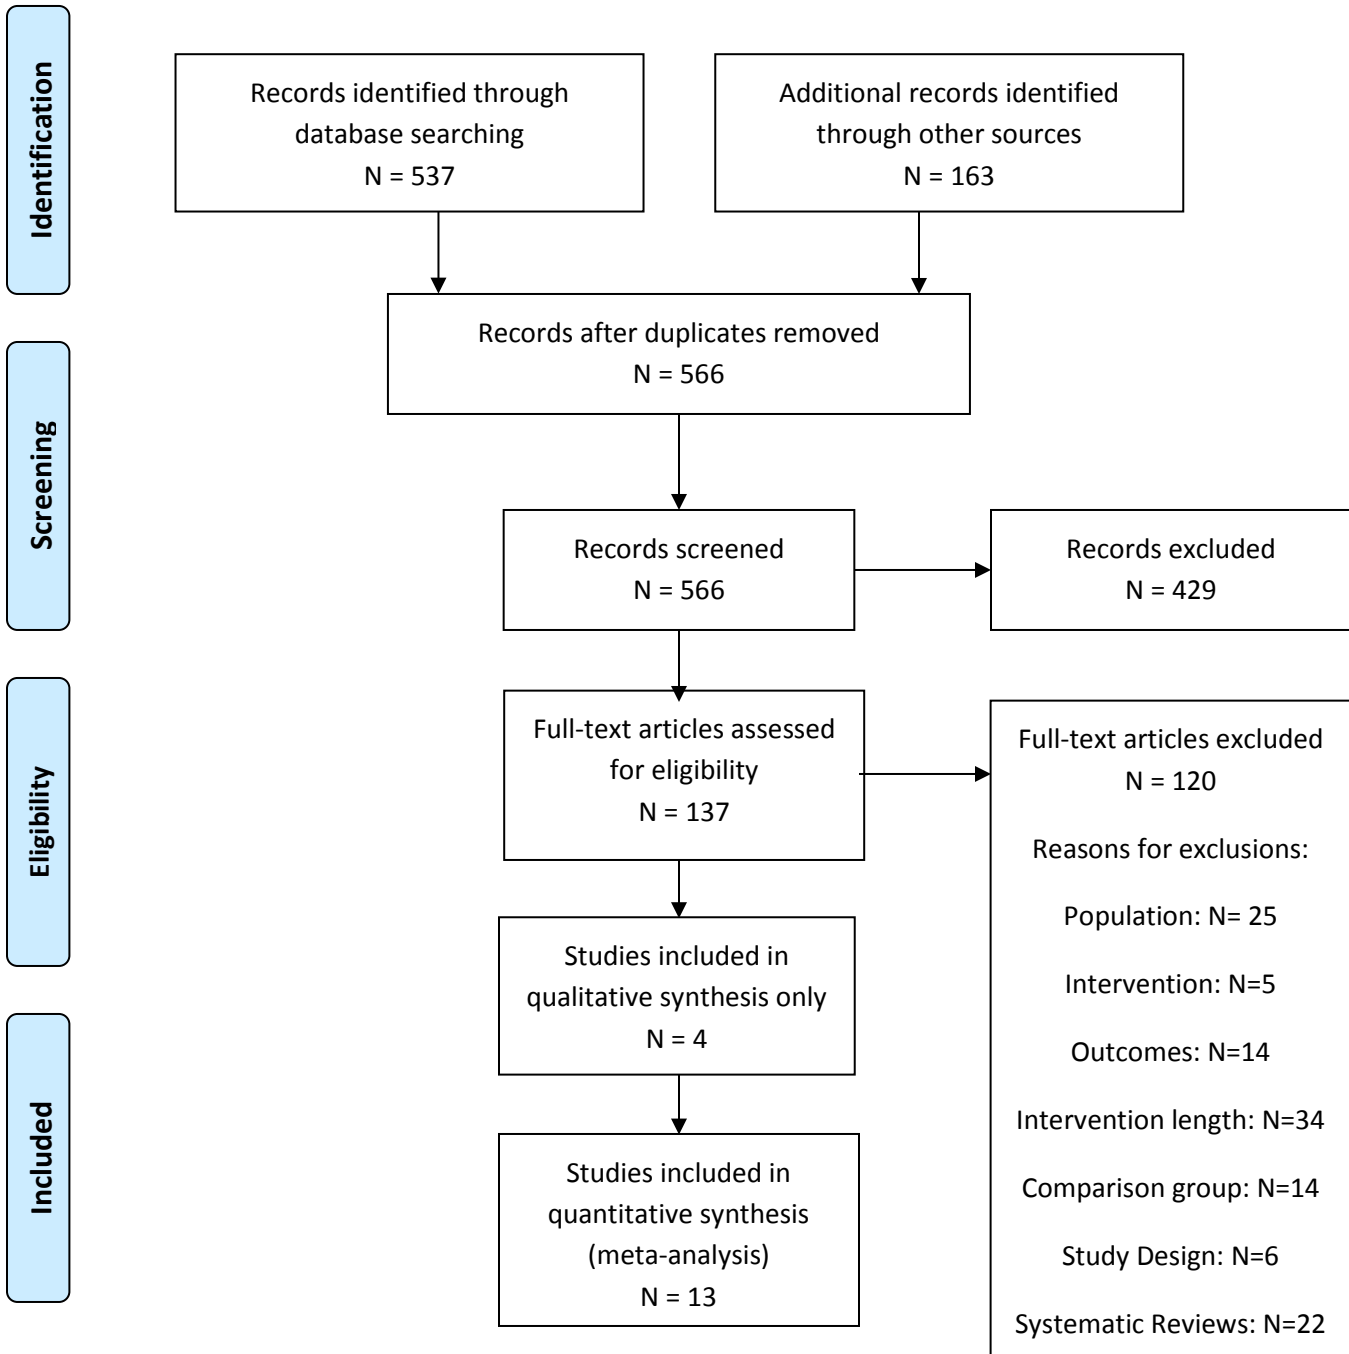 Identification
Records identified through
database searching
N = 537
Additional records identified
through other sources
N = 163
Records after duplicates removed
N = 566
Screening
Records screened
N = 566
Records excluded
N = 429
Eligibility
Full-text articles assessed
for eligibility
N = 137
Full-text articles excluded
N = 120
Reasons for exclusions:
Population: N= 25
Intervention: N=5
Outcomes: N=14
Intervention length: N=34
Comparison group: N=14
Study Design: N=6
Systematic Reviews: N=22
Studies included in
qualitative synthesis only
N = 4
Included
Studies included in
quantitative synthesis
(meta-analysis)
N = 13